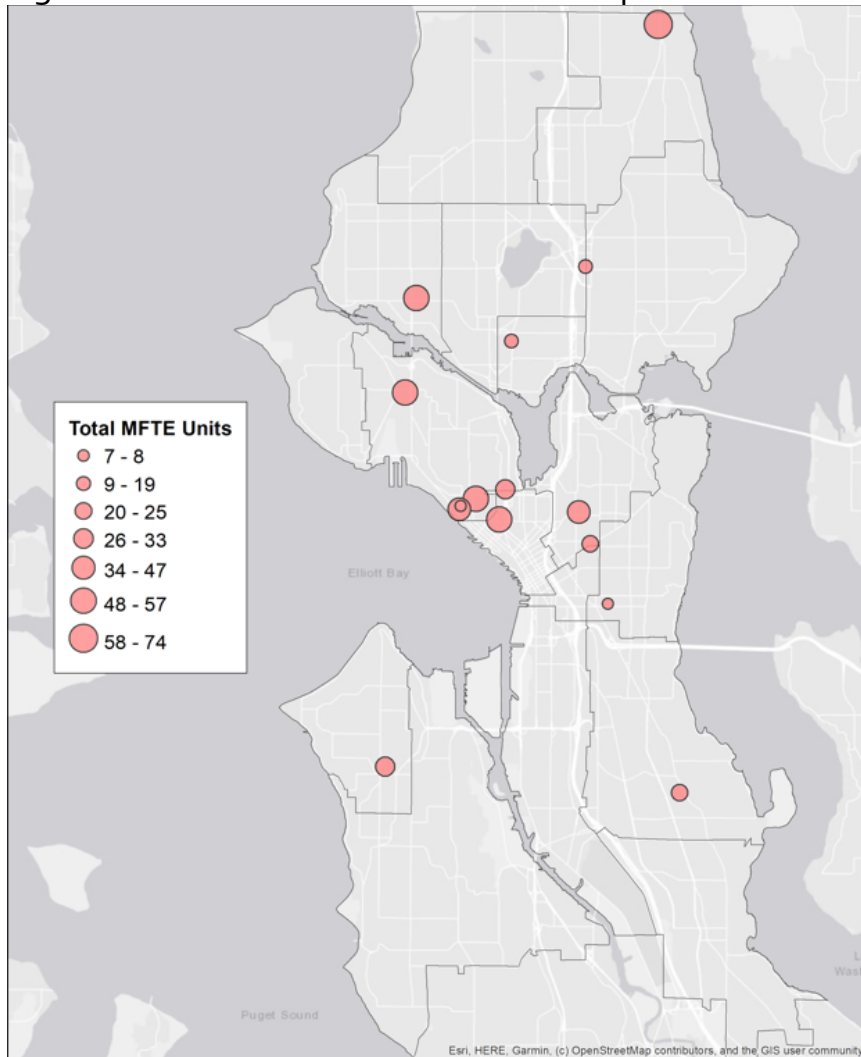 Total MFTE Units
7 - 8
9 - 19
20 - 25
26 - 33
34 - 47
48 - 57
58 - 74
Elliott Bay
Puget Sound
Esri, HERE, Garmin, (c) OpenStreetMap contributors, and the GIS user community